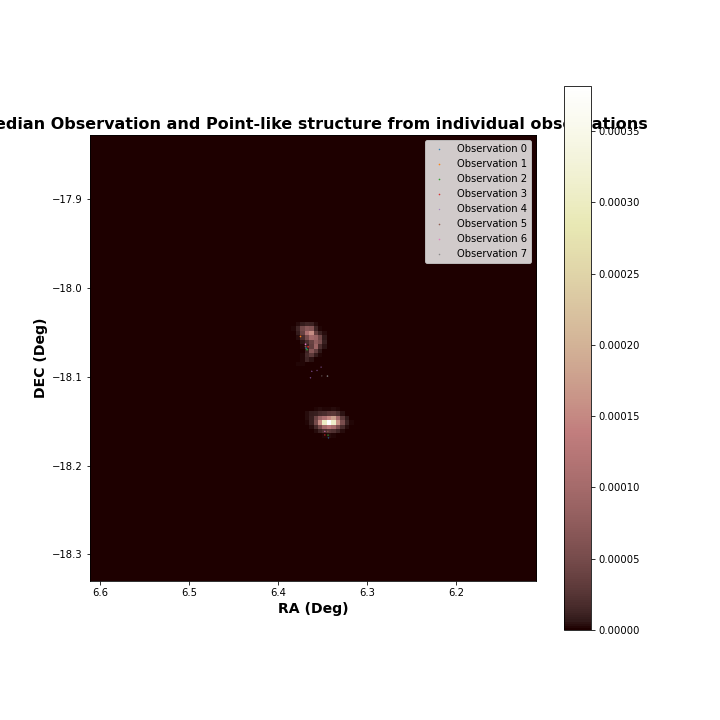 edian Observation and Point-like structure from individual observations
Observation 0
Observation 1
Observation 2
Observation 3
Observation 4
Observation 5
Observation 6
Observation 7
−17.9
−18.0
−18.1
−18.2
−18.3
DEC (Deg)
6.6
6.5
6.4
6.3
6.2
RA (Deg)
0.00035
0.00030
0.00025
0.00020
0.00015
0.00010
0.00005
0.00000